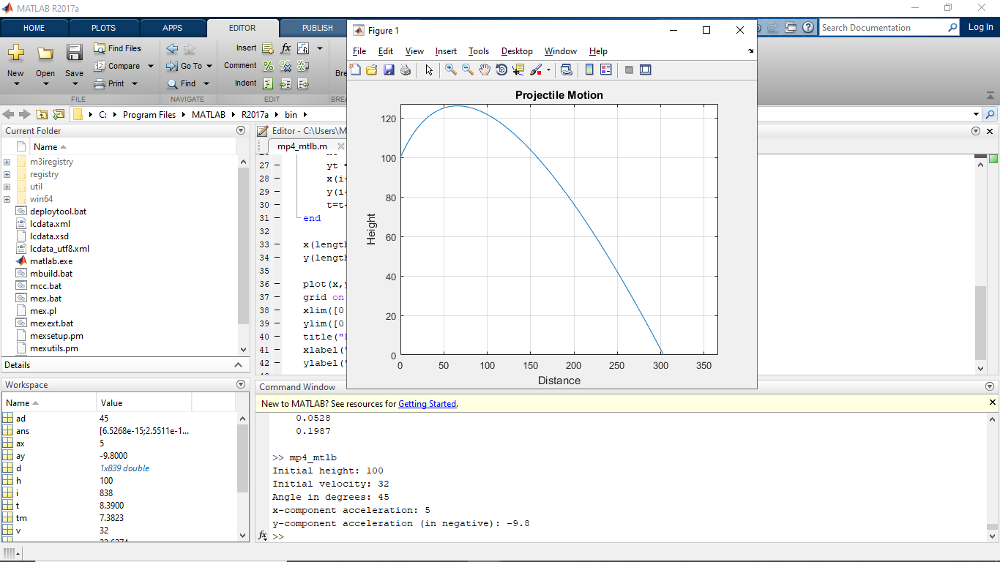 MATLAB R2017a
HOME PLOTS APPS EDITOR PUBLISH
Search Documentation
Log In
New Open Save
Find Files
Compare
Print
FILE
Go To
Find
NAVIGATE
Insert
Comment
Indent
EDIT
Figure 1
File Edit View Insert Tools Desktop Window Help
C: Program Files MATLAB R2017a bin
Current Folder
Name
m3iregistry
registry
util
win64
deploytool.bat
lcdata.xml
lcdata.xsd
lcdata_utf8.xml
matlab.exe
mbuild.bat
mcc.bat
mex.bat
mex.pl
mexext.bat
mexsetup.pm
mexutils.pm
Details
Workspace
Name Value
ad 45
ans [6.5268e-15;2.5511e-1...
ax 5
ay -9.8000
d 1x839 double
h 100
i 838
t 8.3900
tm 7.3823
v 32
Editor - C:\Users\M
mp4_mtlb.m
27 yt =
28 x(i-
29 y(i-
30 t=t-
31 end
32
33 x(length
34 y(length
35
36 plot(x,y
37 grid on
38 xlim([0
39 ylim([0
40 title("
41 xlabel("
42 ylabel("
Projectile Motion
Height
120
100
80
60
40
20
0
0 50 100 150 200 250 300 350
Distance
Command Window
New to MATLAB? See resources for Getting Started.
0.0528
0.1987
>> mp4_mtlb
Initial height: 100
Initial velocity: 32
Angle in degrees: 45
x-component acceleration: 5
y-component acceleration (in negative): -9.8
fx >>